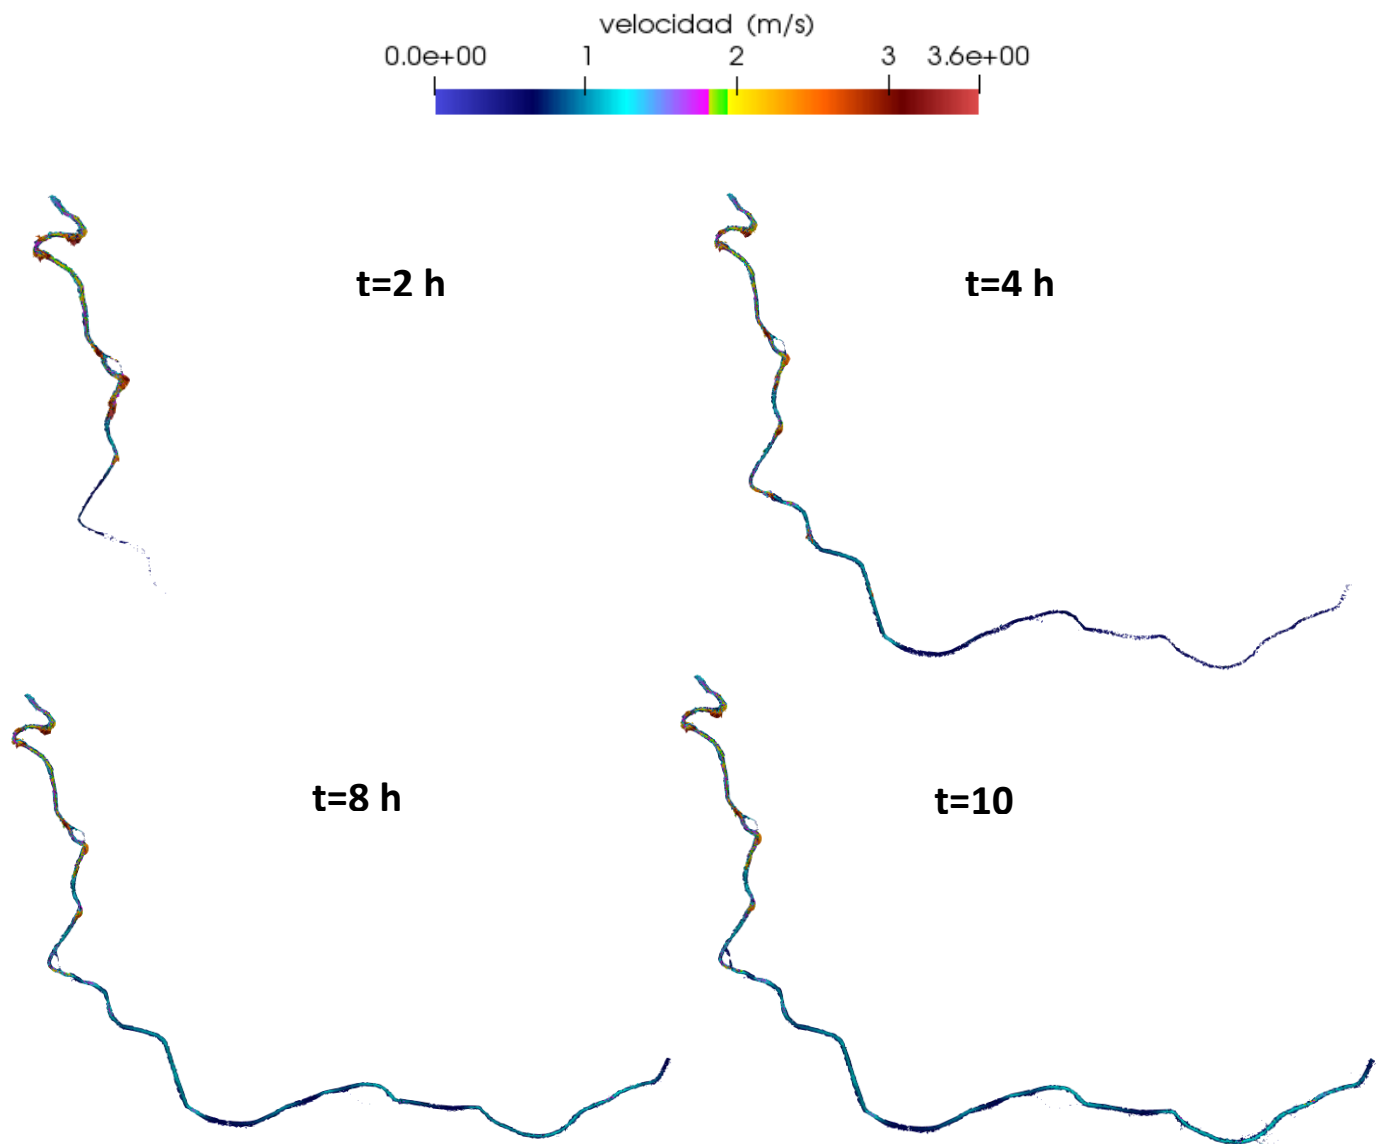 velocidad (m/s)
0.0e+00 1 2 3 3.6e+00
t=2 h
t=4 h
t=8 h
t=10